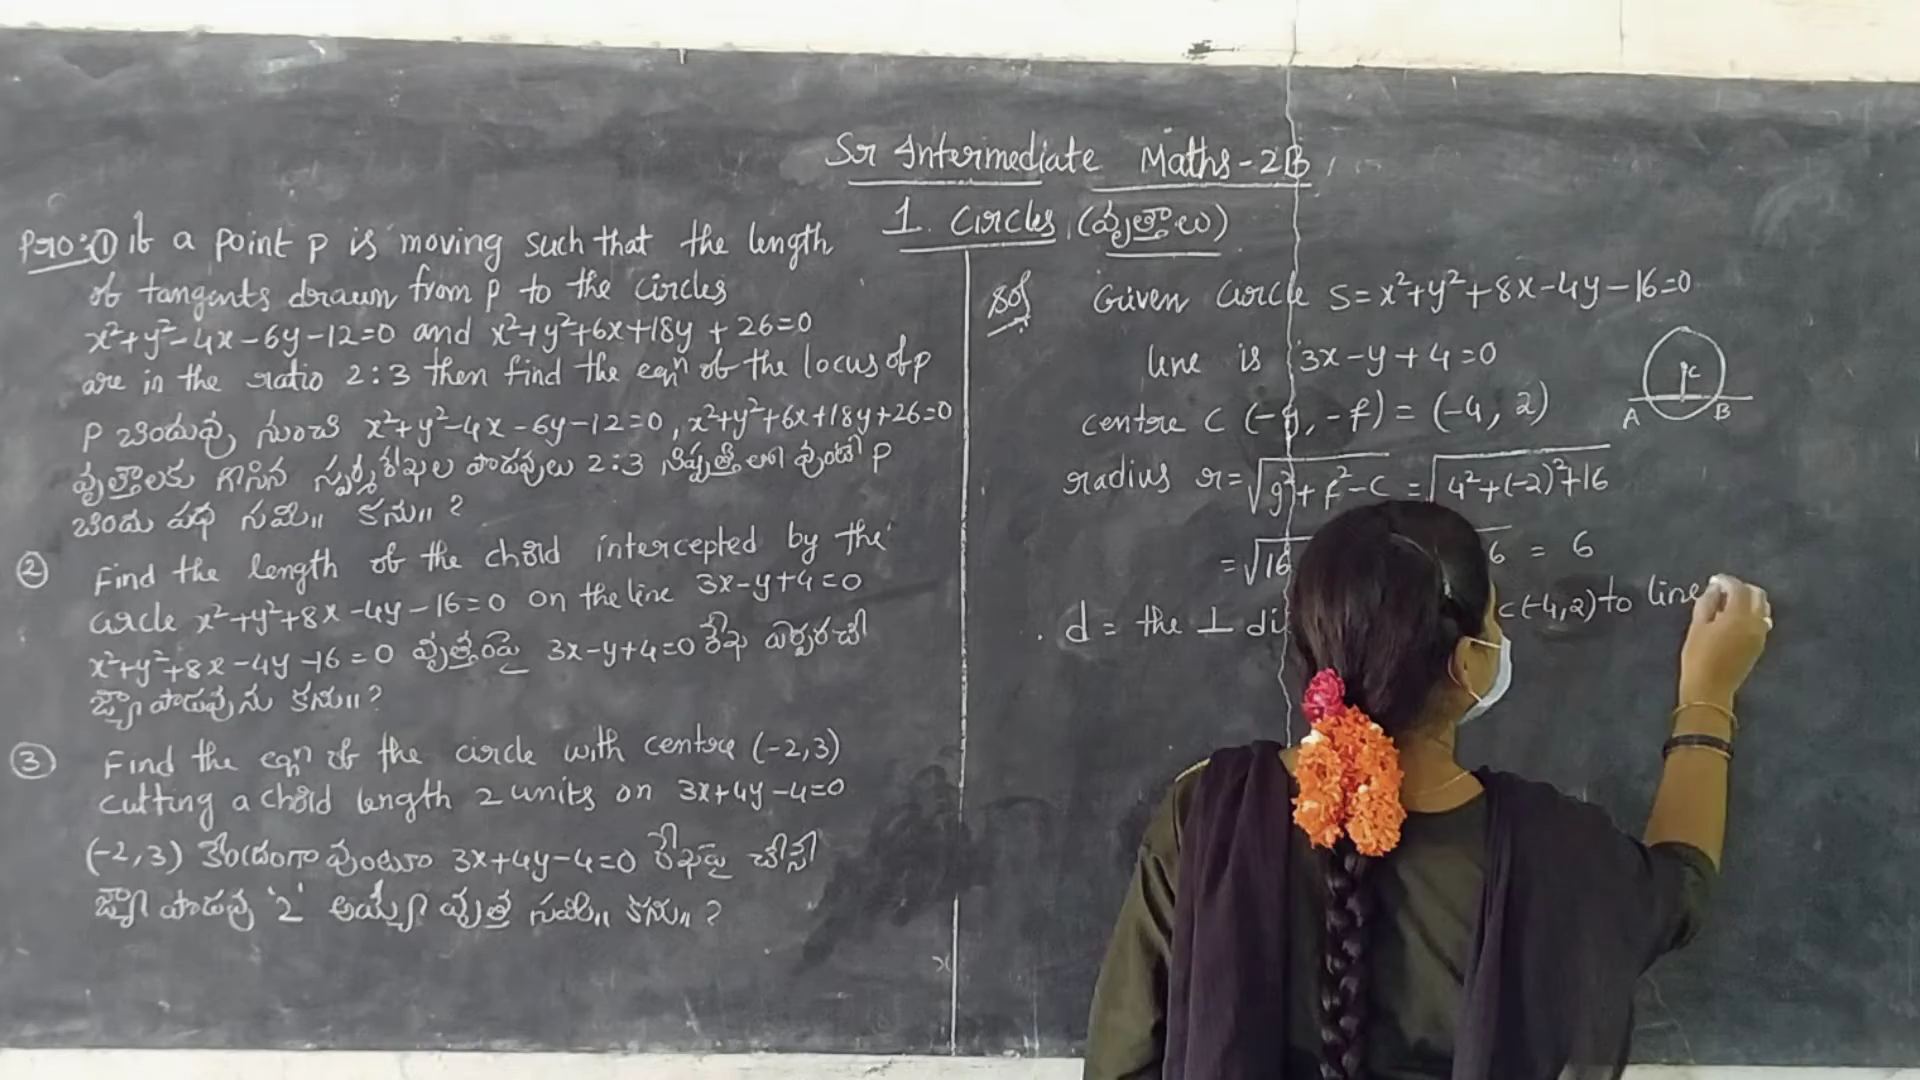 Sr Intermediate Maths-2B
1. Circles (వృత్తాలు)
Pro:① If a point P is moving such that the length
of tangents drawn from P to the circles
x²+y²-4x-6y-12=0 and x²+y²+6x+18y+26=0
are in the ratio 2:3 then find the eqⁿ of the locus of P
P బిందువు నుంచి x²+y²-4x-6y-12=0, x²+y²+6x+18y+26=0
వృత్తాలకు గీసిన స్పర్శరేఖల పొడవులు 2:3 నిష్పత్తిలో వుంటే P
బిందు పథ సమీ॥ కను॥ ?
② Find the length of the chord intercepted by the
circle x²+y²+8x-4y-16=0 on the line 3x-y+4=0
x²+y²+8x-4y-16=0 వృత్తంపై 3x-y+4=0 రేఖ ఏర్పరచే
జ్యా పొడవును కను॥ ?
③ Find the eqⁿ of the circle with centre (-2,3)
cutting a chord length 2 units on 3x+4y-4=0
(-2,3) కేంద్రంగా వుంటూ 3x+4y-4=0 రేఖపై చేసే
జ్యా పొడవు '2' అయ్యే వృత్త సమీ॥ కను॥ ?
Sol Given circle S=x²+y²+8x-4y-16=0
line is 3x-y+4=0
centre C (-g, -f) = (-4, 2)
radius r=√g²+f²-c = √4²+(-2)²+16
=√16 6 = 6
d = the ⊥ di c(-4,2) to line
C
A B